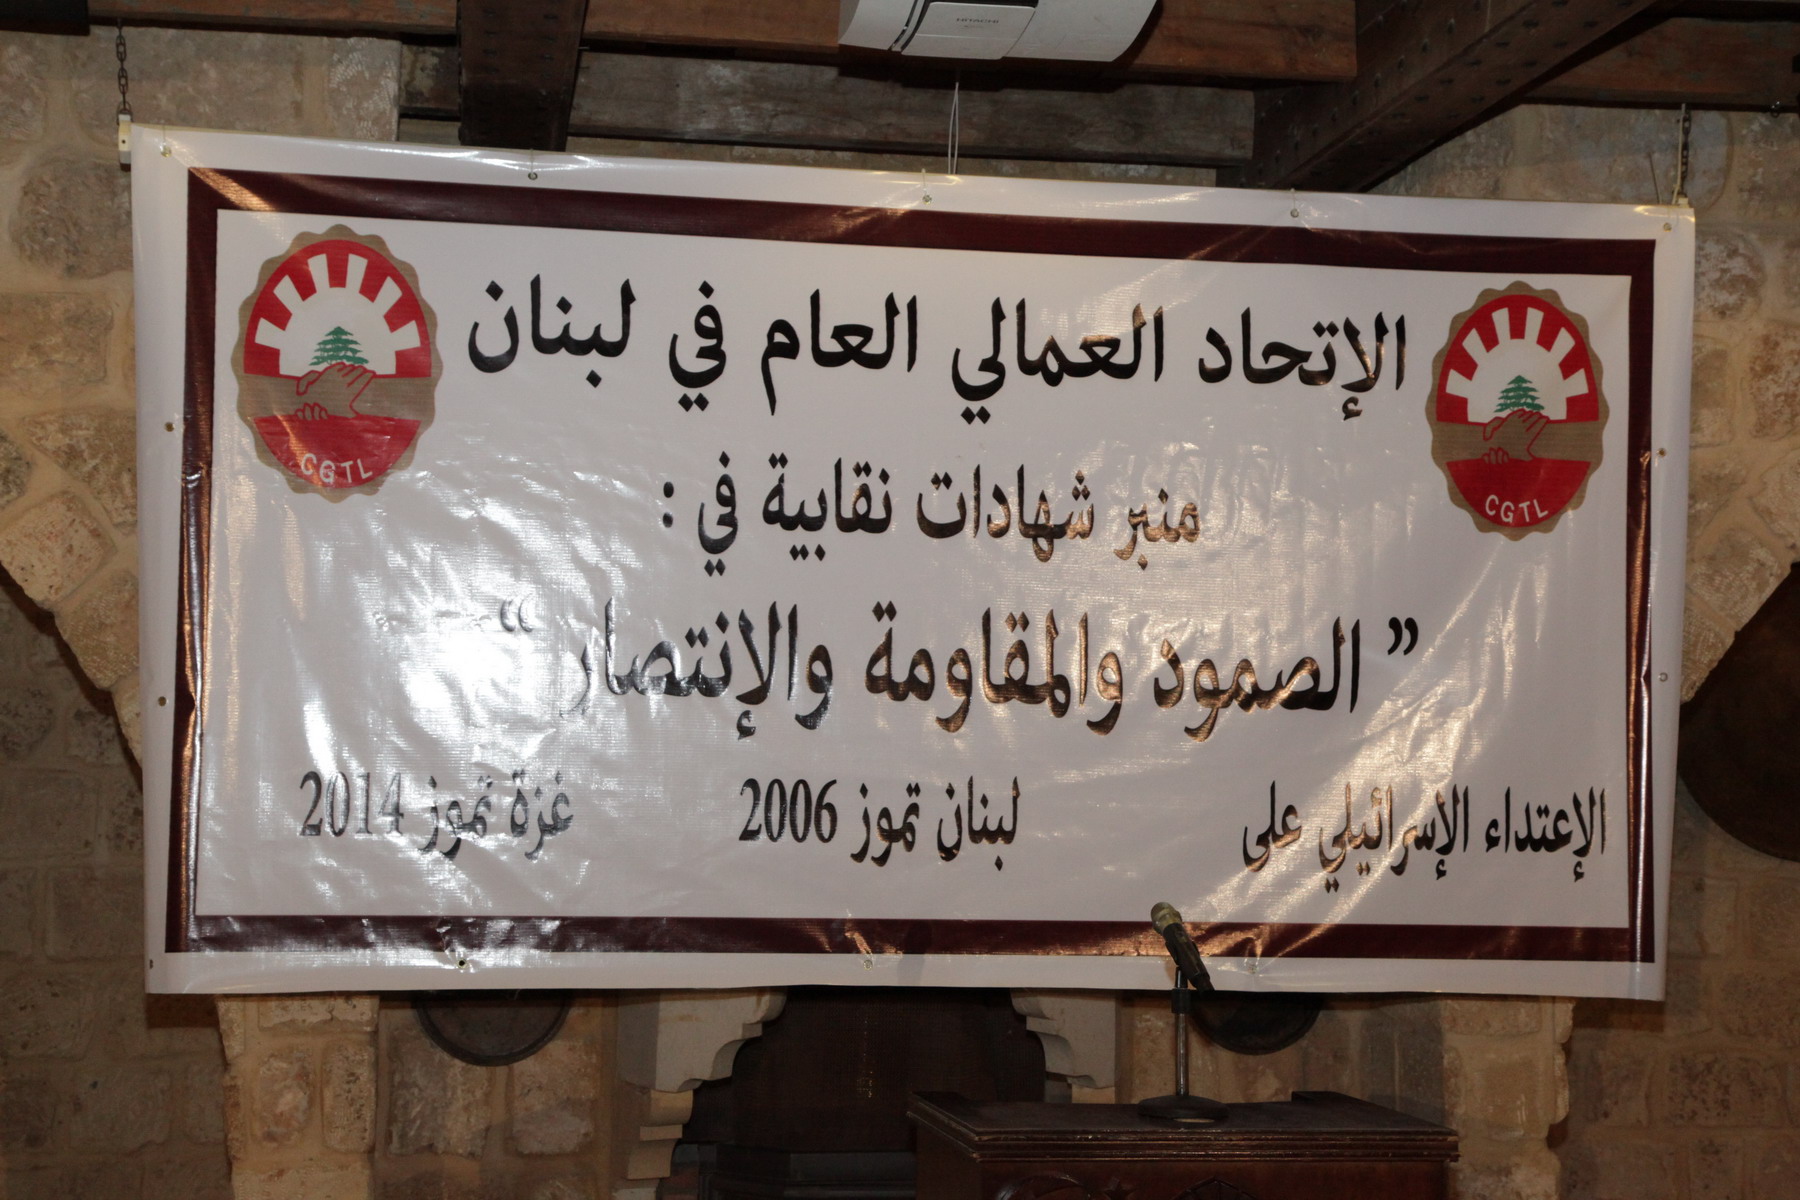 HITACHI
الإتحاد العمالي العام في لبنان
CGTL
CGTL
منبر شهادات نقابية في :
” الصمود والمقاومة والإنتصار “
الإعتداء الإسرائيلي على لبنان تموز 2006 غزة تموز 2014